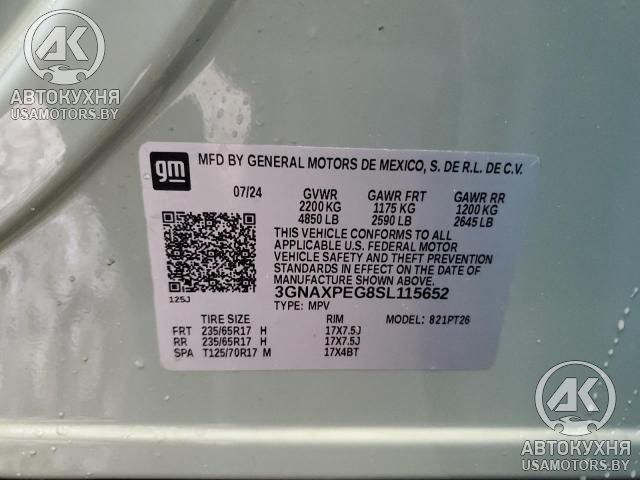 АК
АВТОКУХНЯ
USAMOTORS.BY
gm
MFD BY GENERAL MOTORS DE MEXICO, S. DE R.L. DE C.V.
07/24 GVWR GAWR FRT GAWR RR
2200 KG 1175 KG 1200 KG
4850 LB 2590 LB 2645 LB
THIS VEHICLE CONFORMS TO ALL
APPLICABLE U.S. FEDERAL MOTOR
VEHICLE SAFETY AND THEFT PREVENTION
STANDARDS IN EFFECT ON THE DATE OF
MANUFACTURE SHOWN ABOVE.
125J
3GNAXPEG8SL115652
TYPE: MPV MODEL: 821PT26
TIRE SIZE RIM
FRT 235/65R17 H 17X7.5J
RR 235/65R17 H 17X7.5J
SPA T125/70R17 M 17X4BT
АК
АВТОКУХНЯ
USAMOTORS.BY